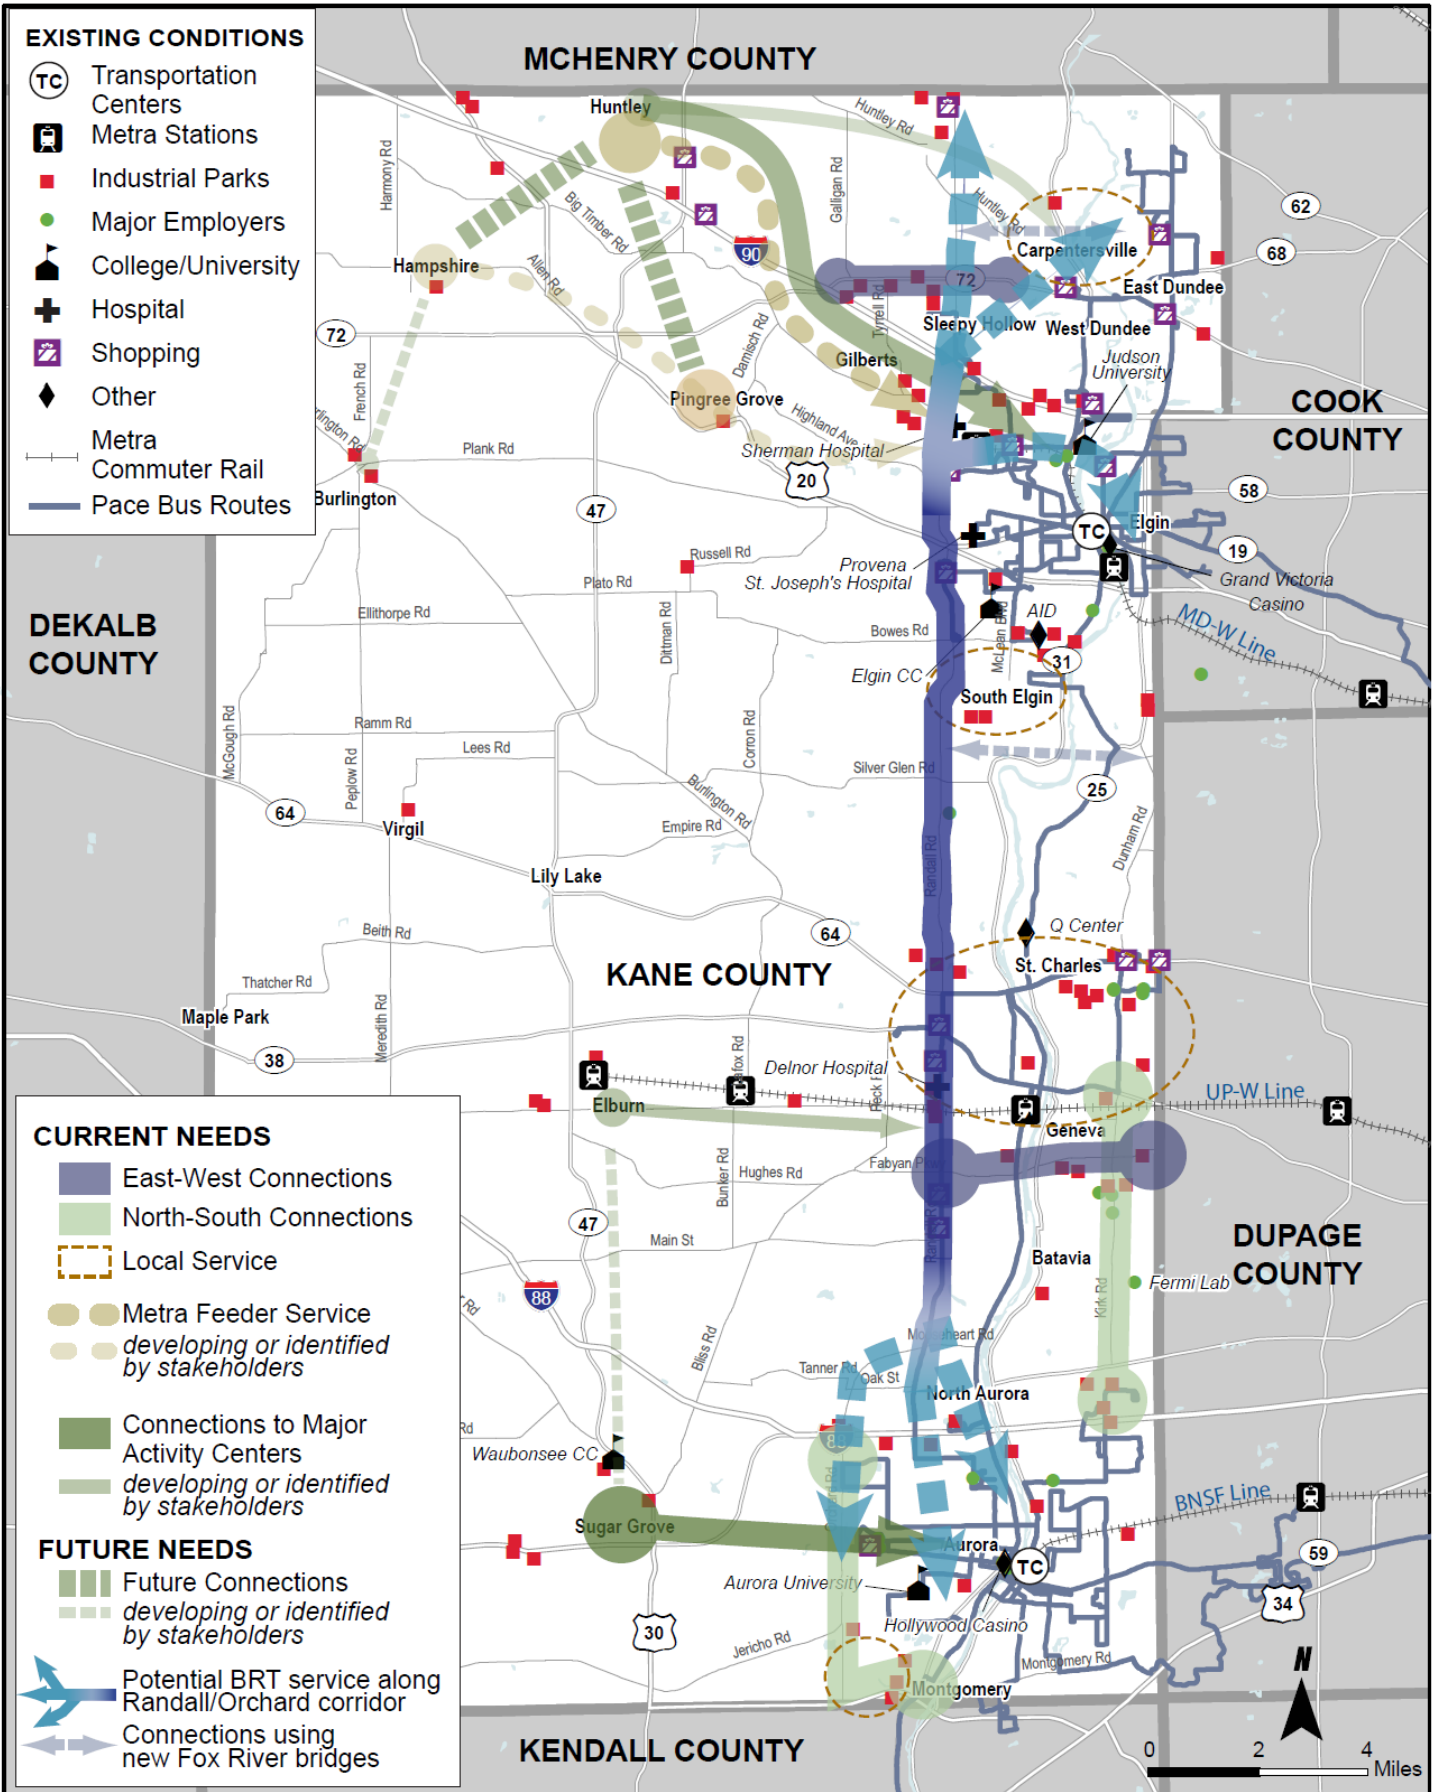 MCHENRY COUNTY
EXISTING CONDITIONS
TC
Transportation
Centers
Metra Stations
Industrial Parks
Major Employers
College/University
Hospital
Shopping
Other
Metra
Commuter Rail
Pace Bus Routes
Huntley
Huntley Rd
Harmony Rd
Galligan Rd
Big Timber Rd
Huntley Rd
62
68
90
Carpentersville
Hampshire
Allen Rd
72
East Dundee
Tyrrell Rd
72
Sleepy Hollow
West Dundee
Damisch Rd
Gilberts
Judson
University
French Rd
Pingree Grove
COOK
COUNTY
Highland Ave
Plank Rd
Sherman Hospital
20
58
Burlington
47
TC
Elgin
19
Russell Rd
Provena
St. Joseph's Hospital
Plato Rd
Grand Victoria
Casino
DEKALB
COUNTY
Ellithorpe Rd
Dittman Rd
AID
Bowes Rd
McLean Blvd
MD-W Line
31
Elgin CC
South Elgin
McGough Rd
Ramm Rd
Corron Rd
Lees Rd
Peplow Rd
Silver Glen Rd
Burlington Rd
25
64
Virgil
Empire Rd
Dunham Rd
Randall Rd
Lily Lake
64
Q Center
Beith Rd
KANE COUNTY
St. Charles
Thatcher Rd
Maple Park
Meredith Rd
38
Delnor Hospital
UP-W Line
Elburn
Geneva
CURRENT NEEDS
East-West Connections
North-South Connections
Local Service
Metra Feeder Service
developing or identified
by stakeholders
Connections to Major
Activity Centers
developing or identified
by stakeholders
FUTURE NEEDS
Future Connections
developing or identified
by stakeholders
Potential BRT service along
Randall/Orchard corridor
Connections using
new Fox River bridges
Bunker Rd
Hughes Rd
Fabyan Pkwy
47
Main St
DUPAGE
COUNTY
Batavia
Fermi Lab
88
Kirk Rd
Bliss Rd
Tanner Rd
Oak St
North Aurora
Rd
Waubonsee CC
88
BNSF Line
Sugar Grove
Aurora
TC
59
Aurora University
34
30
Hollywood Casino
Jericho Rd
Montgomery Rd
Montgomery
N
KENDALL COUNTY
0
2
4
Miles